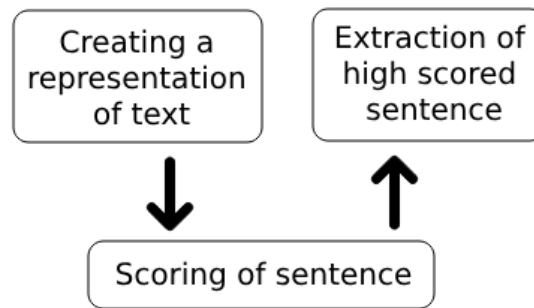 Creating a
representation
of text
Extraction of
high scored
sentence
Scoring of sentence